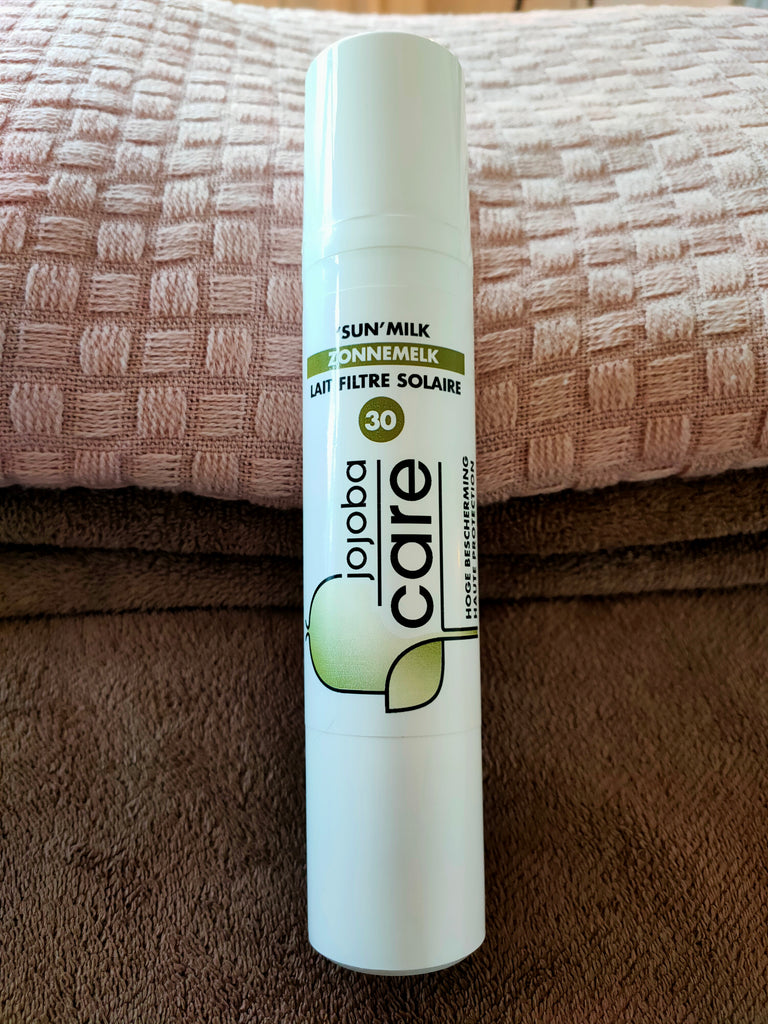 'SUN'MILK
ZONNEMELK
LAIT FILTRE SOLAIRE
30
jojoba
care
HOGE BESCHERMING
HAUTE PROTECTION